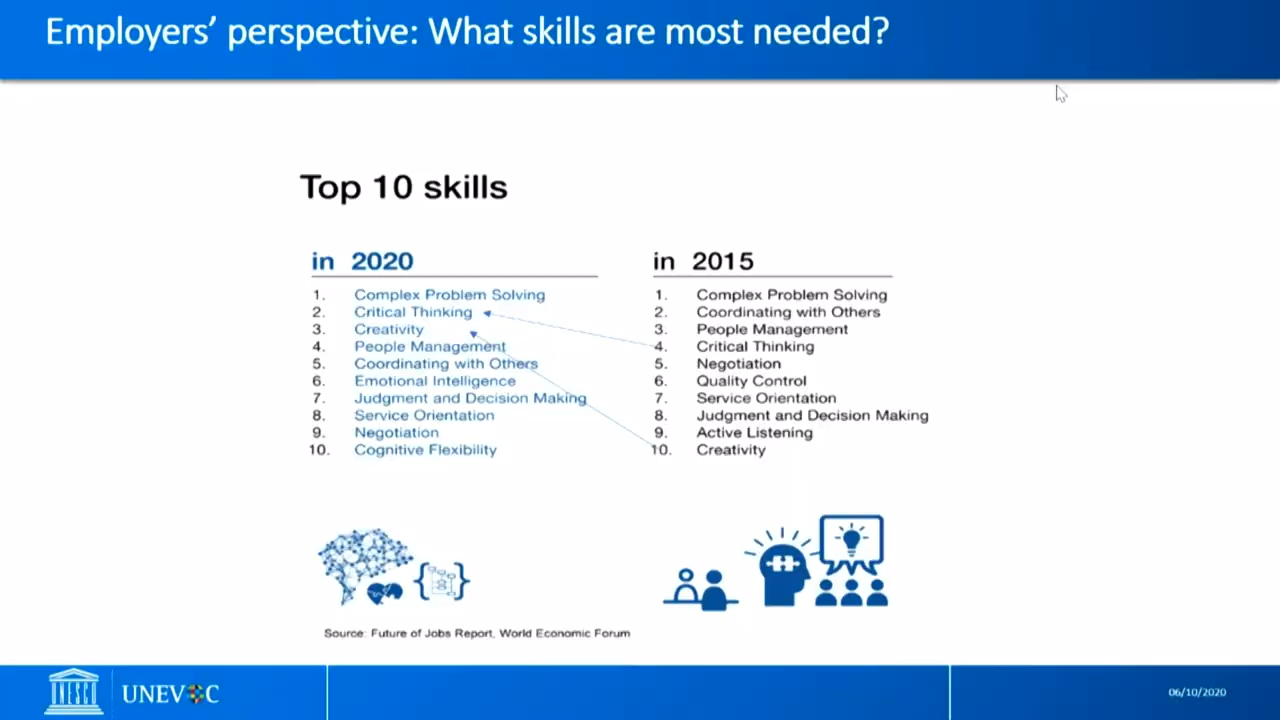 Employers' perspective: What skills are most needed?
Top 10 skills
in 2020
1. Complex Problem Solving
2. Critical Thinking
3. Creativity
4. People Management
5. Coordinating with Others
6. Emotional Intelligence
7. Judgment and Decision Making
8. Service Orientation
9. Negotiation
10. Cognitive Flexibility
in 2015
1. Complex Problem Solving
2. Coordinating with Others
3. People Management
4. Critical Thinking
5. Negotiation
6. Quality Control
7. Service Orientation
8. Judgment and Decision Making
9. Active Listening
10. Creativity
Source: Future of Jobs Report, World Economic Forum
UNESCO
UNEVOC
06/10/2020